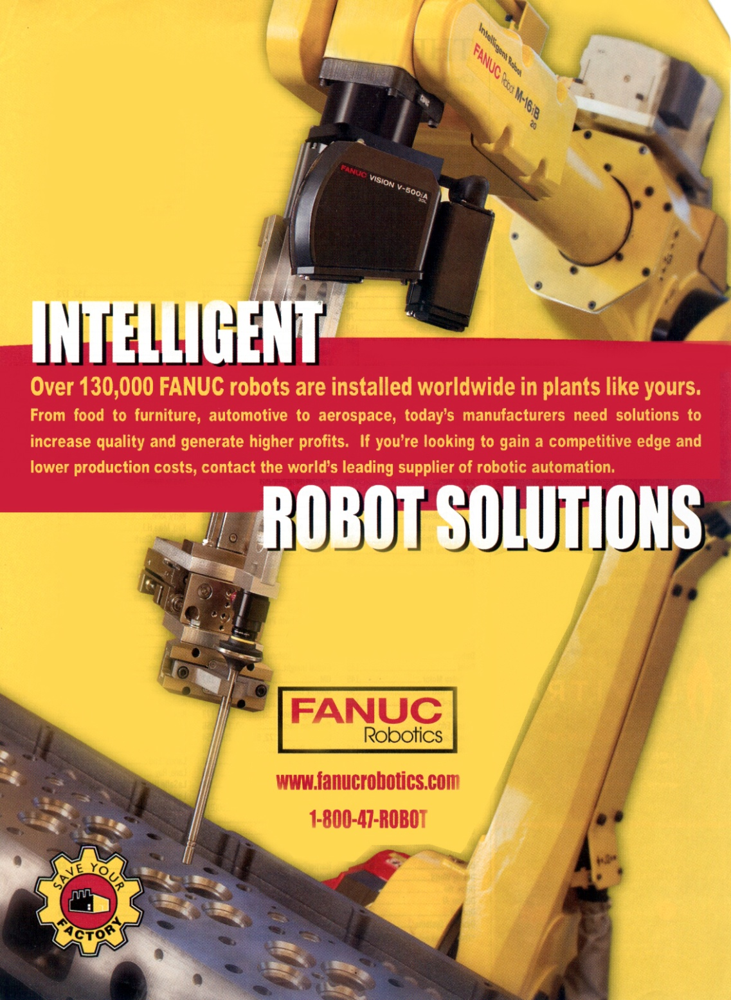 Intelligent Robot
FANUC Robot M-16iB
20
FANUC VISION V-500iA
2DL
INTELLIGENT
Over 130,000 FANUC robots are installed worldwide in plants like yours.
From food to furniture, automotive to aerospace, today's manufacturers need solutions to
increase quality and generate higher profits.  If you're looking to gain a competitive edge and
lower production costs, contact the world's leading supplier of robotic automation.
ROBOT SOLUTIONS
FANUC
Robotics
www.fanucrobotics.com
1-800-47-ROBOT
SAVE YOUR
FACTORY